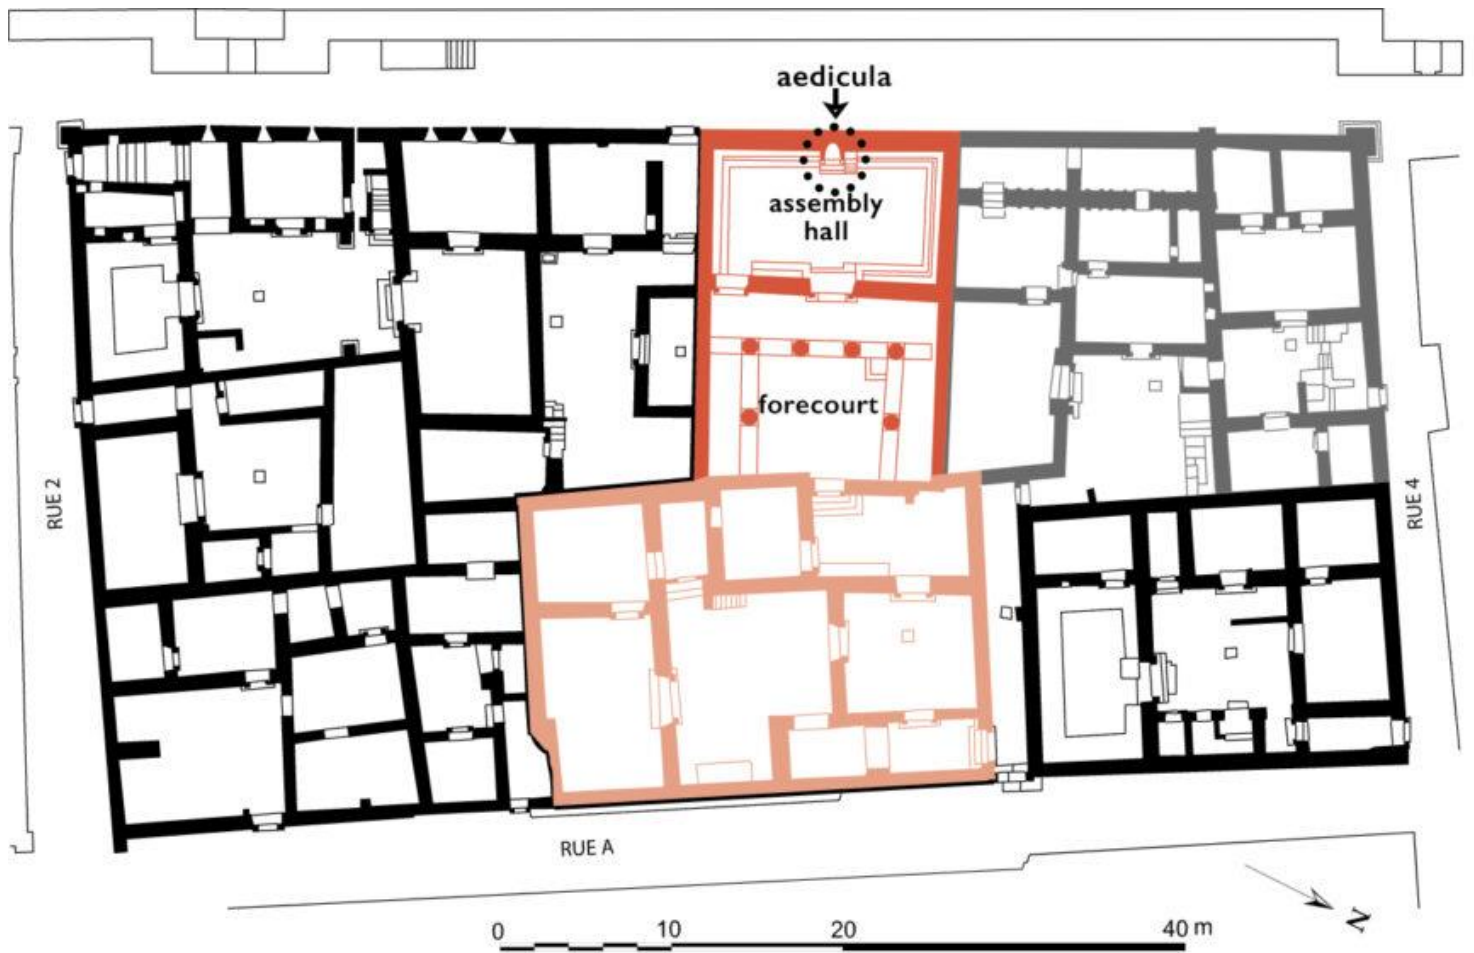 aedicula
assembly
hall
forecourt
RUE 2
RUE 4
RUE A
N
0 10 20 40 m